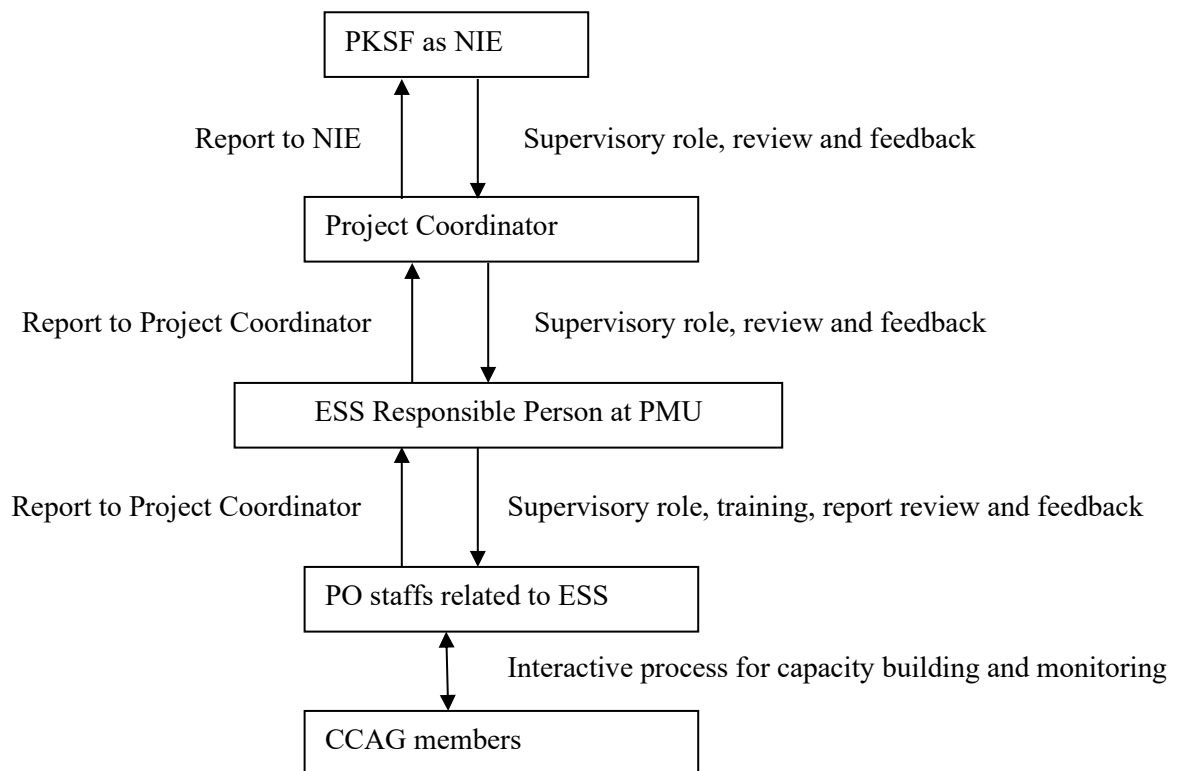 PKSF as NIE
Report to NIE
Supervisory role, review and feedback
Project Coordinator
Report to Project Coordinator
Supervisory role, review and feedback
ESS Responsible Person at PMU
Report to Project Coordinator
Supervisory role, training, report review and feedback
PO staffs related to ESS
Interactive process for capacity building and monitoring
CCAG members